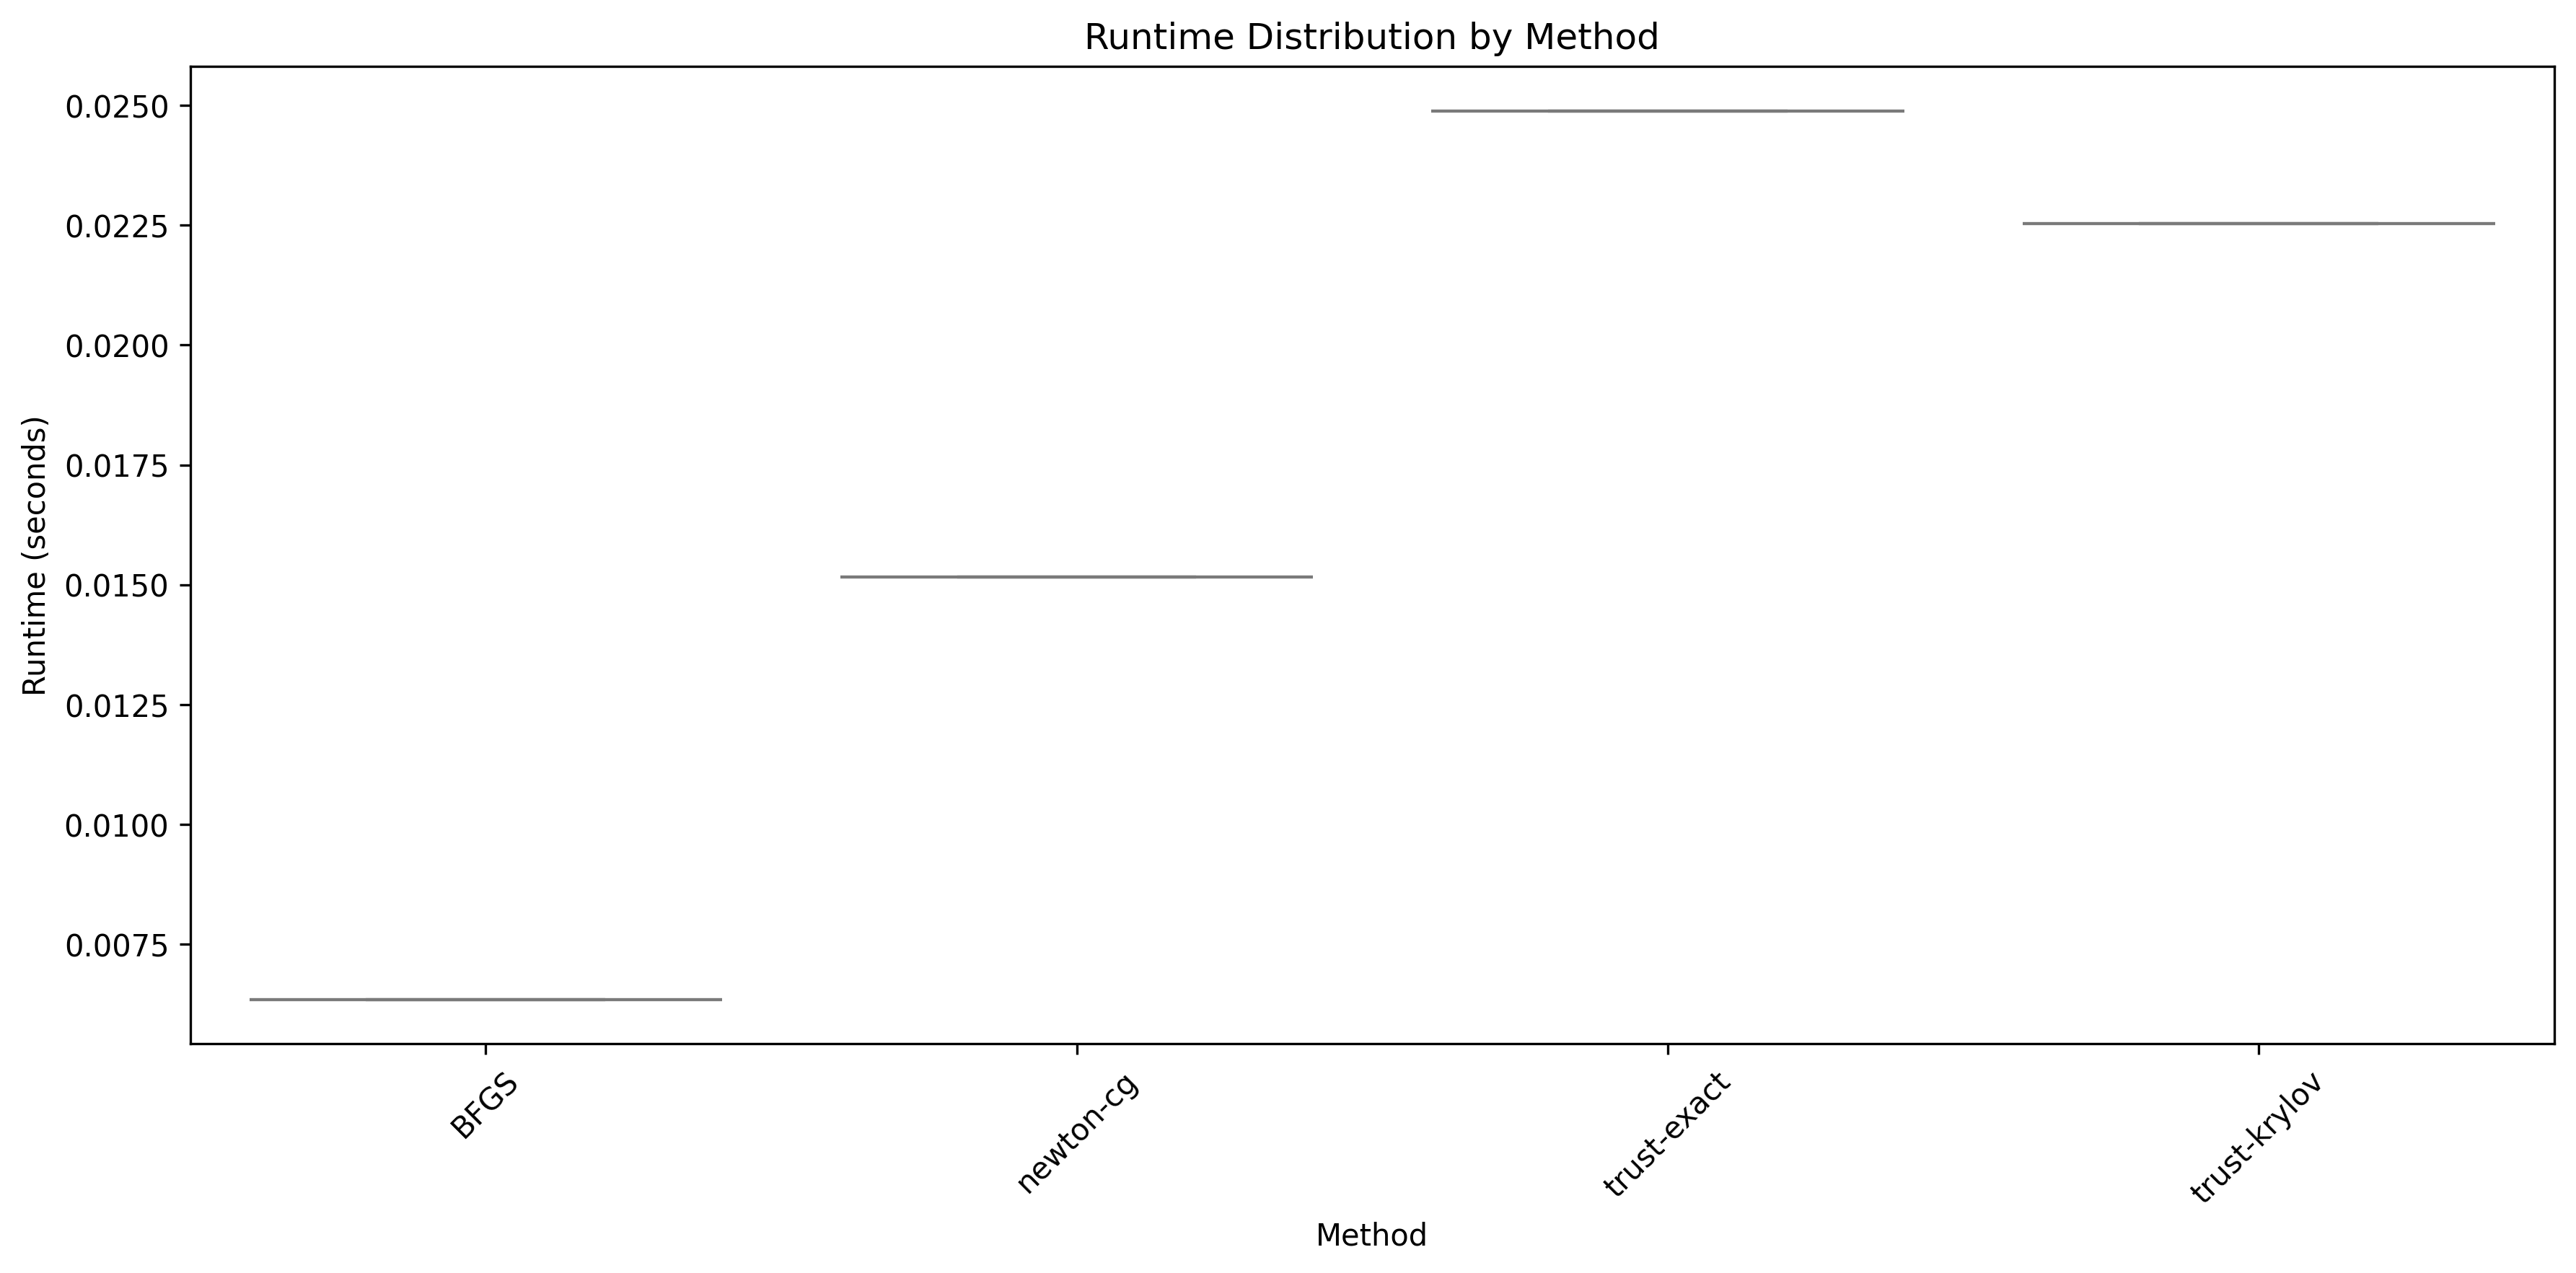 Runtime Distribution by Method
0.0250
0.0225
0.0200
0.0175
0.0150
0.0125
0.0100
0.0075
Runtime (seconds)
BFGS
newton-cg
trust-exact
trust-krylov
Method